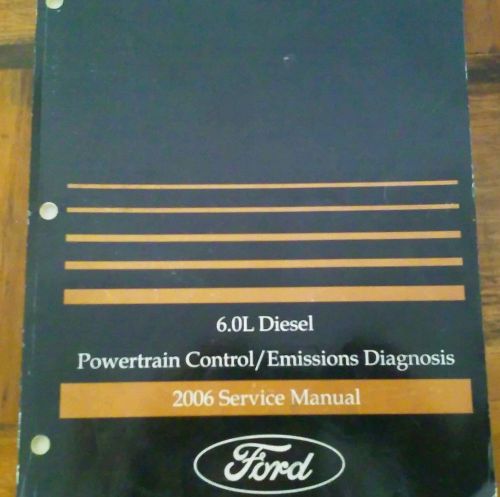 6.0L Diesel
Powertrain Control/Emissions Diagnosis
2006 Service Manual
Ford